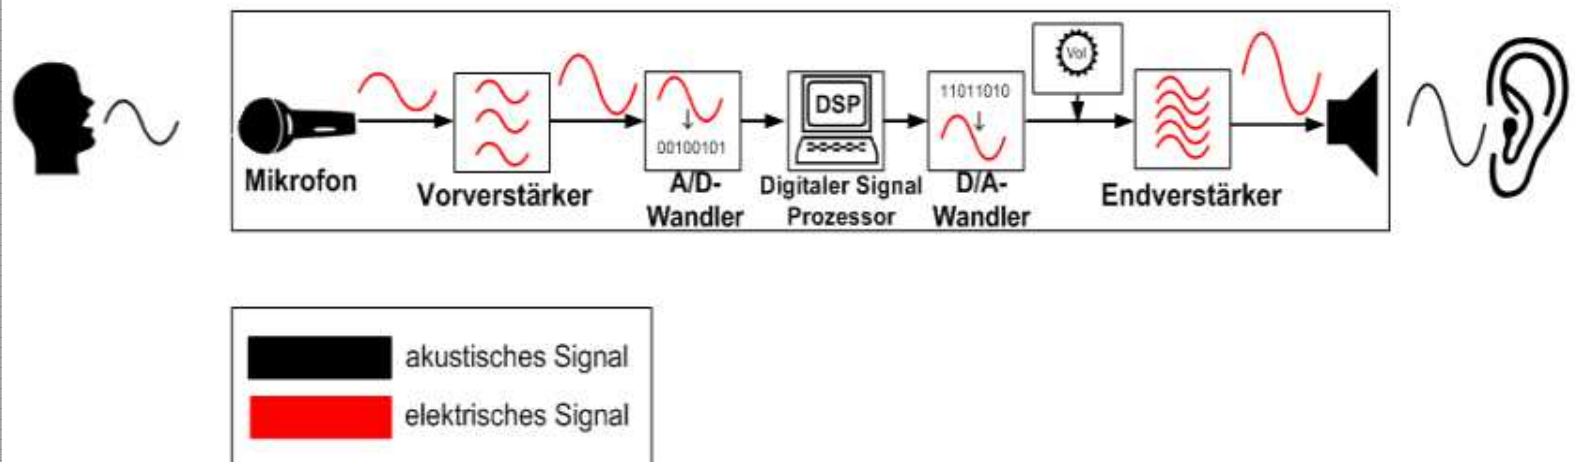 Vol
DSP
11011010
00100101
Mikrofon
Vorverstärker
A/D-
Wandler
Digitaler Signal
Prozessor
D/A-
Wandler
Endverstärker
akustisches Signal
elektrisches Signal